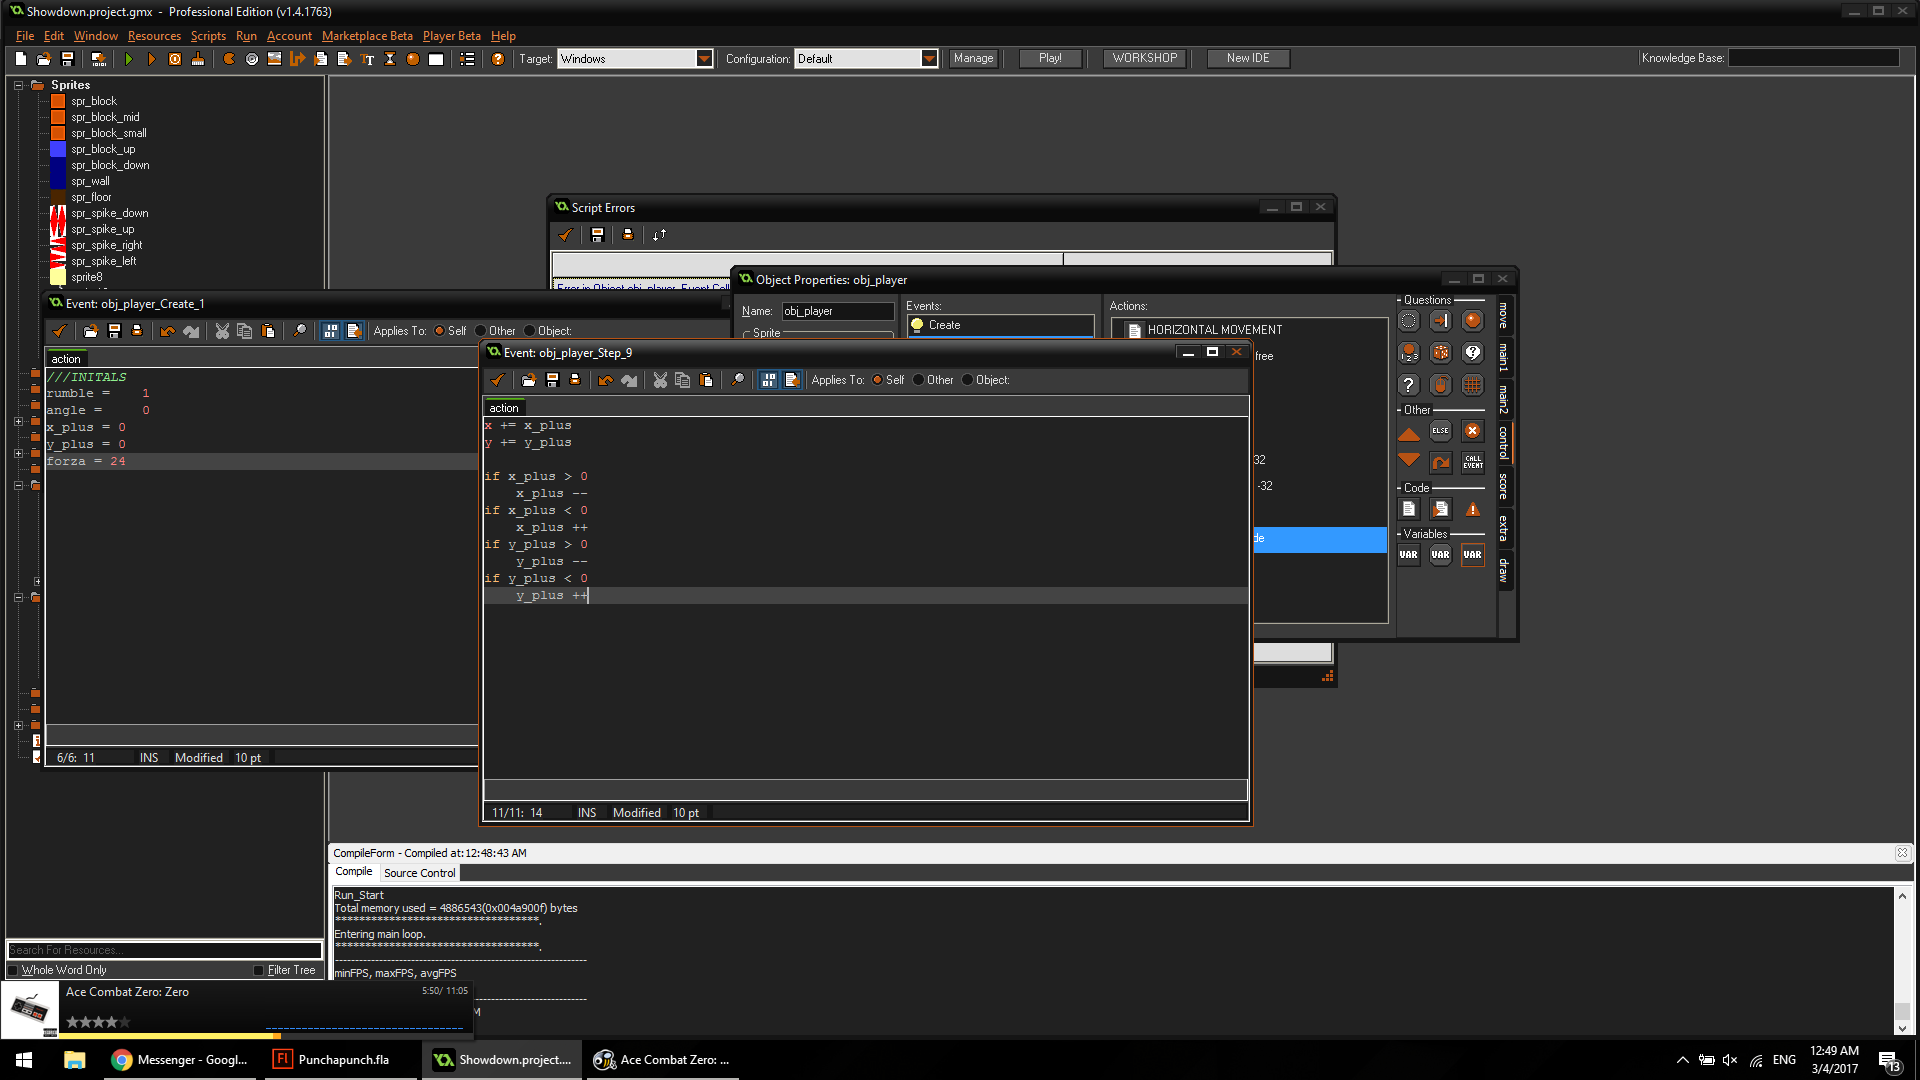 Showdown.project.gmx - Professional Edition (v1.4.1763)
File Edit Window Resources Scripts Run Account Marketplace Beta Player Beta Help
Target: Windows Configuration: Default Manage Play! WORKSHOP New IDE Knowledge Base:
Sprites
spr_block
spr_block_mid
spr_block_small
spr_block_up
spr_block_down
spr_wall
spr_floor
spr_spike_down
spr_spike_up
spr_spike_right
spr_spike_left
sprite8
Script Errors
Object Properties: obj_player
Name: obj_player
Sprite
Events:
Create
Actions:
HORIZONTAL MOVEMENT
free
32
-32
de
Questions
Other
ELSE
CALL EVENT
Code
Variables
VAR VAR VAR
move
main1
main2
control
score
extra
draw
Event: obj_player_Create_1
Applies To: Self Other Object:
action
///INITALS
rumble = 1
angle = 0
x_plus = 0
y_plus = 0
forza = 24
6/6: 11 INS Modified 10 pt
Event: obj_player_Step_9
Applies To: Self Other Object:
action
x += x_plus
y += y_plus
if x_plus > 0
x_plus --
if x_plus < 0
x_plus ++
if y_plus > 0
y_plus --
if y_plus < 0
y_plus ++
11/11: 14 INS Modified 10 pt
CompileForm - Compiled at:12:48:43 AM
Compile Source Control
Run_Start
Total memory used = 4886543(0x004a900f) bytes
**********************************.
Entering main loop.
**********************************.
minFPS, maxFPS, avgFPS
Search For Resources...
Whole Word Only Filter Tree
Ace Combat Zero: Zero 5:50/ 11:05
Messenger - Googl... Punchapunch.fla Showdown.project.... Ace Combat Zero: ...
ENG
12:49 AM
3/4/2017
13